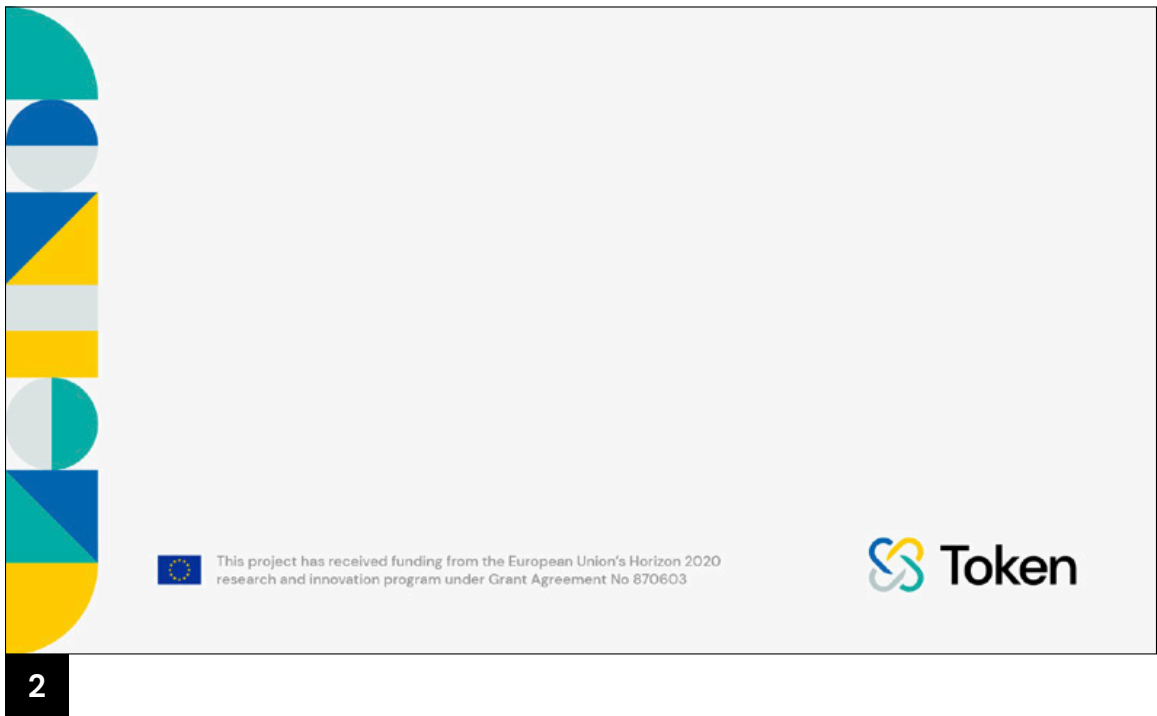 This project has received funding from the European Union's Horizon 2020
research and innovation program under Grant Agreement No 870603
Token
2